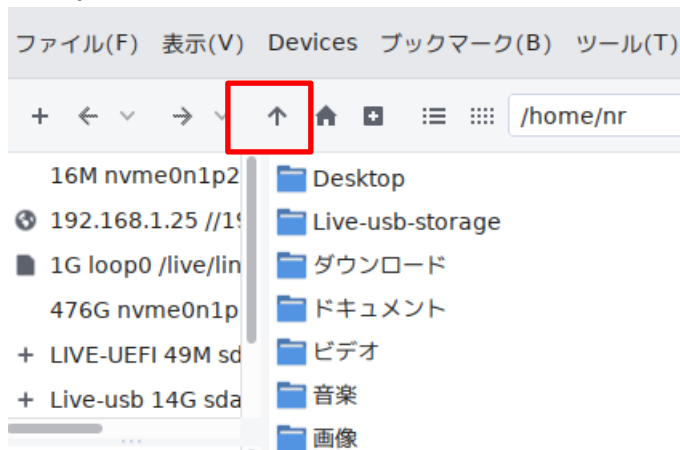 ファイル(F) 表示(V) Devices ブックマーク(B) ツール(T)
/home/nr
16M nvme0n1p2
192.168.1.25 //19
1G loop0 /live/lin
476G nvme0n1p
LIVE-UEFI 49M sd
Live-usb 14G sda
Desktop
Live-usb-storage
ダウンロード
ドキュメント
ビデオ
音楽
画像